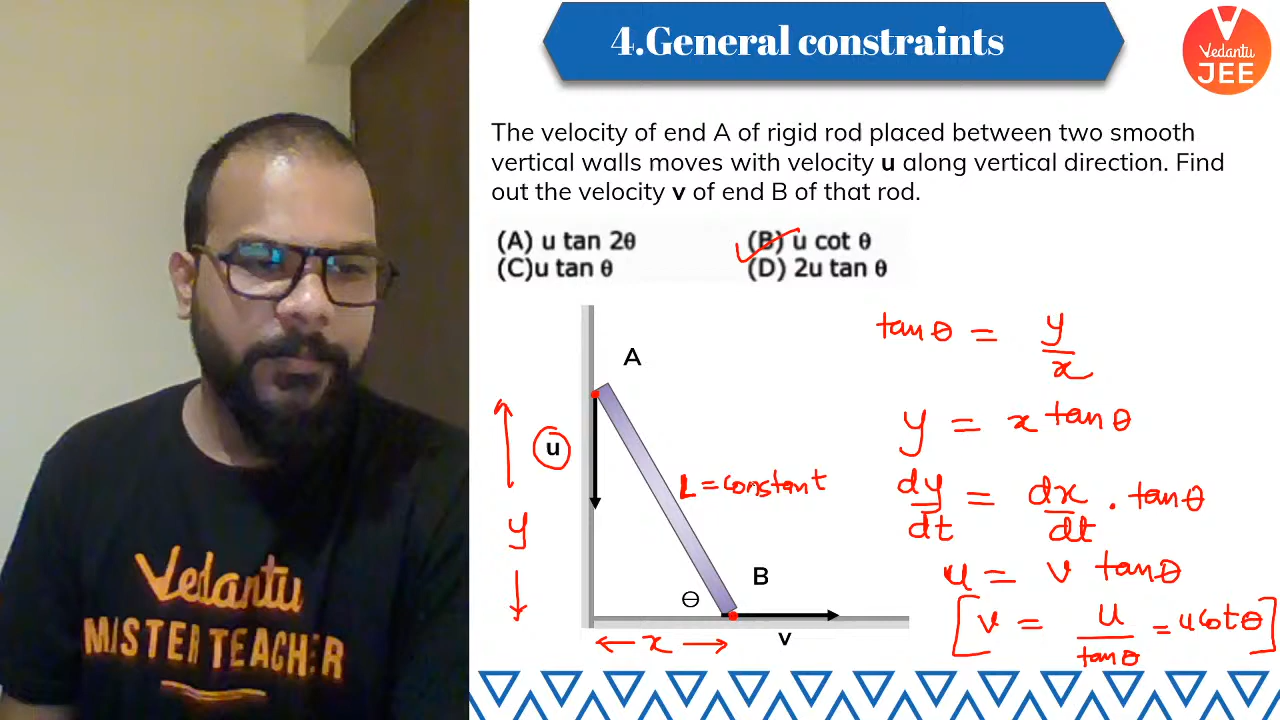 4.General constraints
Vedantu
JEE
The velocity of end A of rigid rod placed between two smooth
vertical walls moves with velocity u along vertical direction. Find
out the velocity v of end B of that rod.
(A) u tan 2θ
(B) u cot θ
(C)u tan θ
(D) 2u tan θ
A
u
y
L = constant
B
θ
x
v
tan θ = y/x
y = x tan θ
dy/dt = dx/dt . tan θ
u = v tan θ
[v = u/tan θ = u cot θ]
Vedantu
MISTER TEACHER